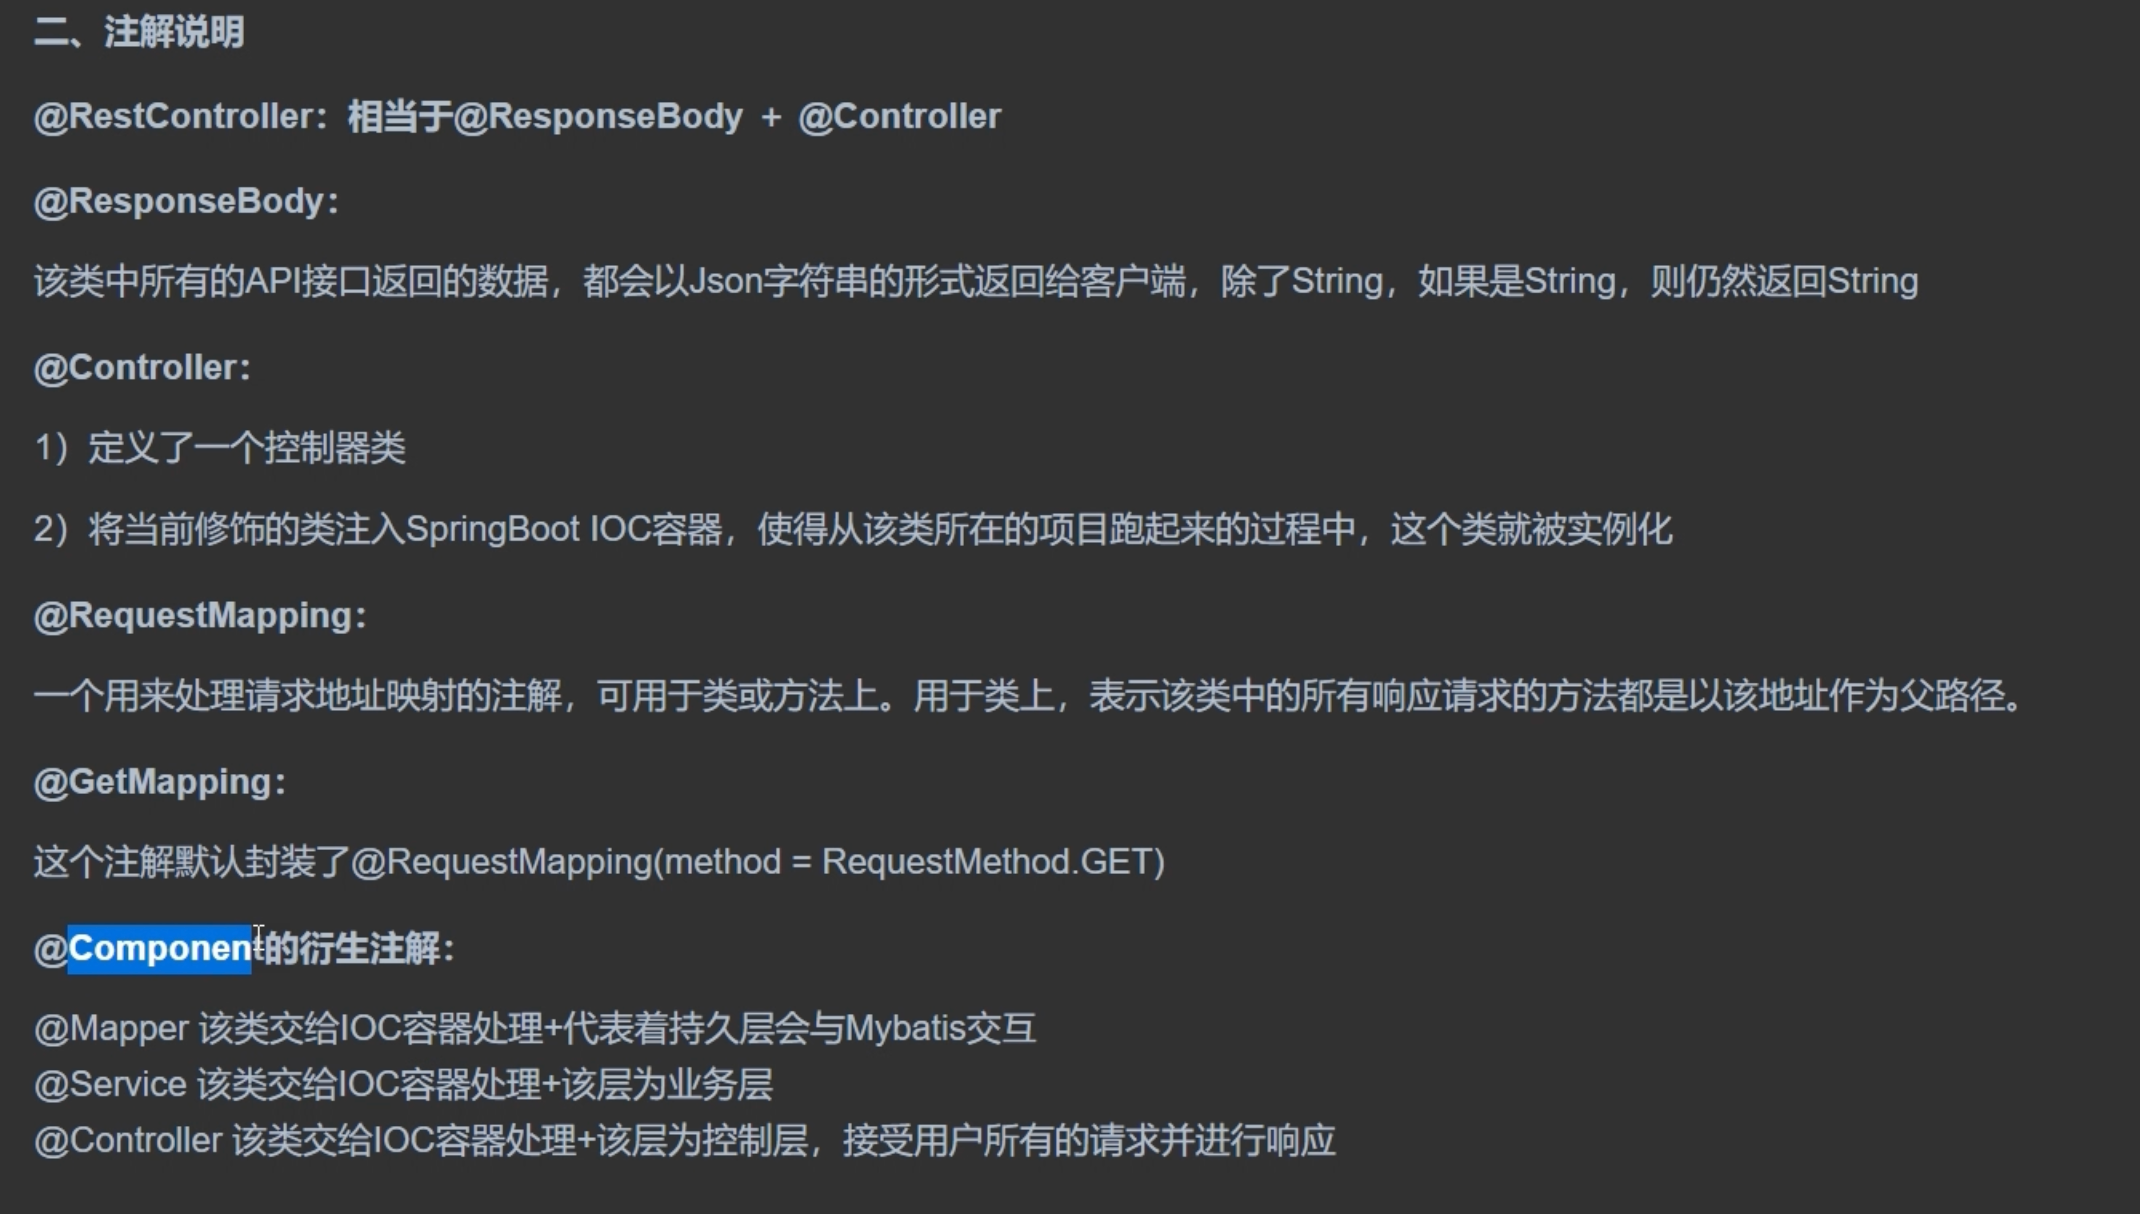 二、注解说明
@RestController：相当于@ResponseBody + @Controller
@ResponseBody：
该类中所有的API接口返回的数据，都会以Json字符串的形式返回给客户端，除了String，如果是String，则仍然返回String
@Controller：
1）定义了一个控制器类
2）将当前修饰的类注入SpringBoot IOC容器，使得从该类所在的项目跑起来的过程中，这个类就被实例化
@RequestMapping：
一个用来处理请求地址映射的注解，可用于类或方法上。用于类上，表示该类中的所有响应请求的方法都是以该地址作为父路径。
@GetMapping：
这个注解默认封装了@RequestMapping(method = RequestMethod.GET)
@Component的衍生注解：
@Mapper 该类交给IOC容器处理+代表着持久层会与Mybatis交互
@Service 该类交给IOC容器处理+该层为业务层
@Controller 该类交给IOC容器处理+该层为控制层，接受用户所有的请求并进行响应